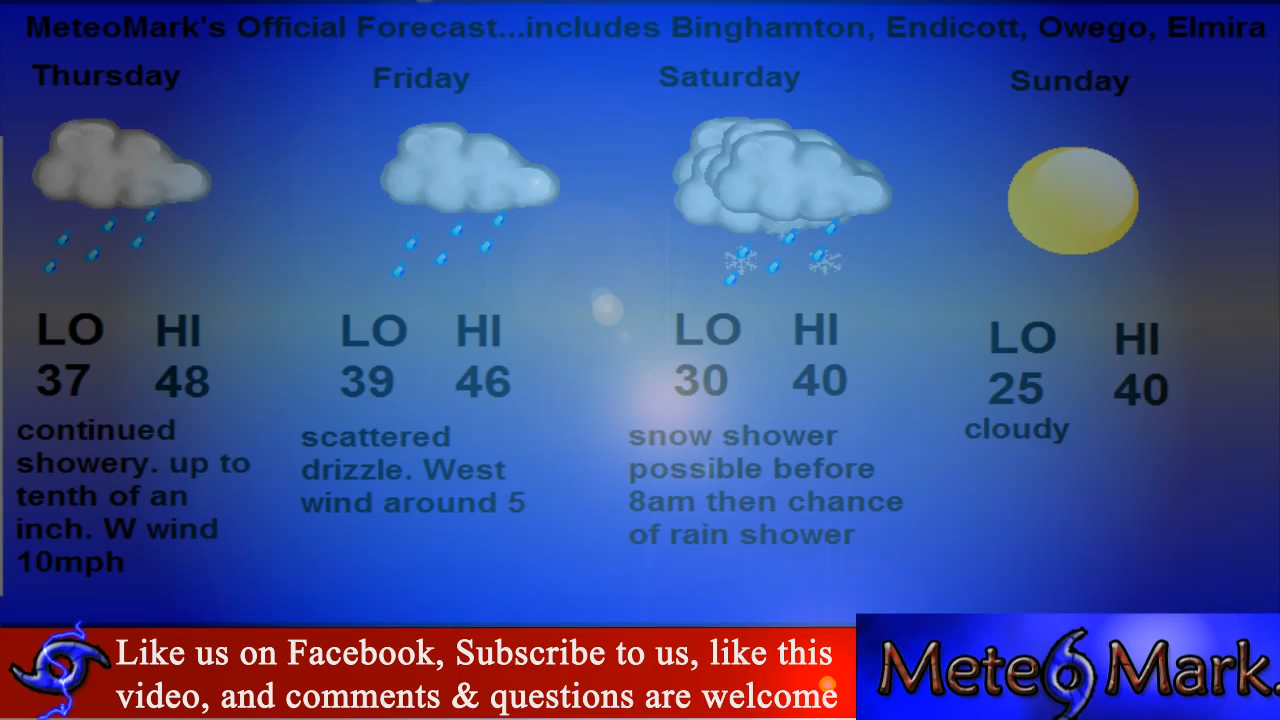 MeteoMark's Official Forecast...includes Binghamton, Endicott, Owego, Elmira
Thursday
LO HI
37 48
continued
showery. up to
tenth of an
inch. W wind
10mph
Friday
LO HI
39 46
scattered
drizzle. West
wind around 5
Saturday
LO HI
30 40
snow shower
possible before
8am then chance
of rain shower
Sunday
LO HI
25 40
cloudy
Like us on Facebook, Subscribe to us, like this
video, and comments & questions are welcome
MeteoMark.